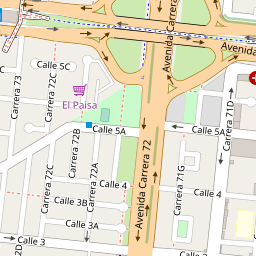 Avenida Carrera
Avenida
Calle 5C
Carrera 73
Carrera 72C
El Paisa
Carrera 71D
Calle 5A
Calle 5A
Carrera 72B
Carrera 72A
Avenida Carrera 72
Carrera 71G
Carrera 72C
Calle 4
Calle 4
Calle 3B
Calle 3A
Calle 3